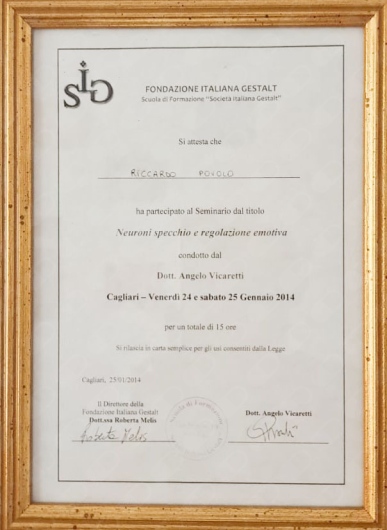 SIG
FONDAZIONE ITALIANA GESTALT
Scuola di Formazione "Società Italiana Gestalt"
Si attesta che
RICCARDO
ha partecipato al Seminario dal titolo
Neuroni specchio e regolazione emotiva
condotto dal
Dott. Angelo Vicaretti
Cagliari – Venerdì 24 e sabato 25 Gennaio 2014
per un totale di 15 ore
Si rilascia in carta semplice per gli usi consentiti dalla Legge
Cagliari, 25/01/2014
Il Direttore della
Fondazione Italiana Gestalt
Dott.ssa Roberta Melis
Roberta Melis
Dott. Angelo Vicaretti